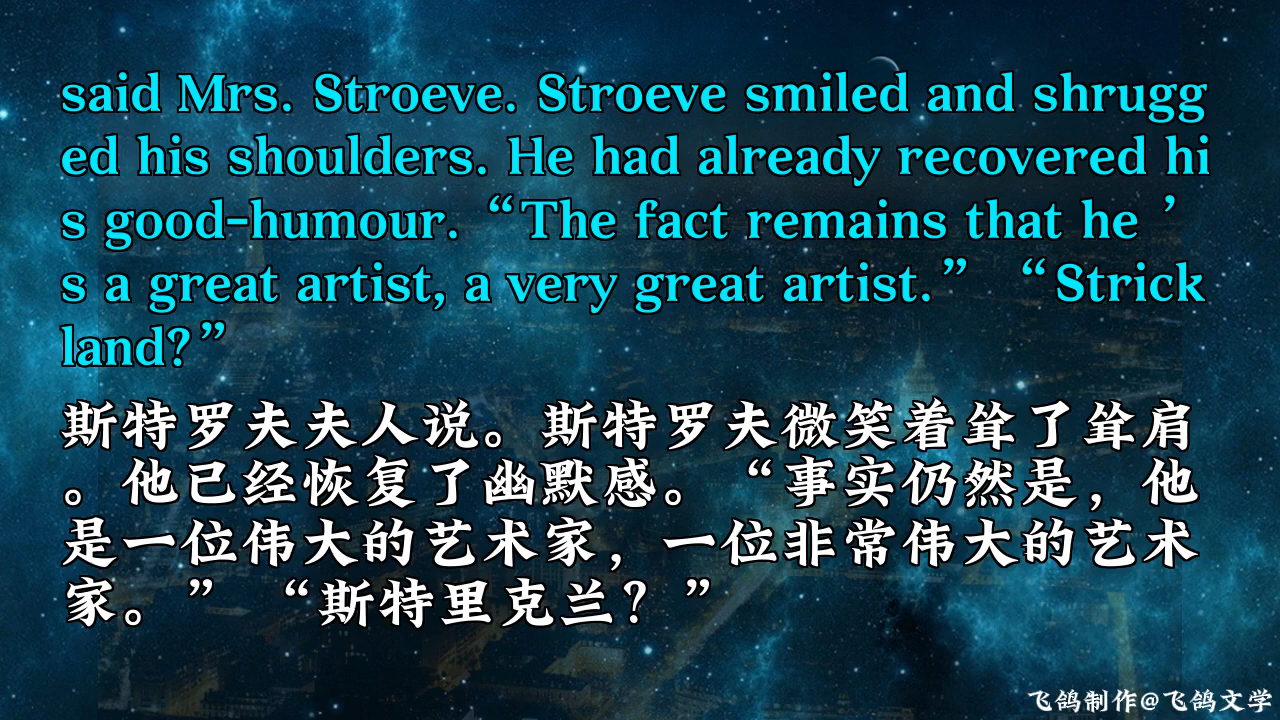 said Mrs. Stroeve. Stroeve smiled and shrugg
ed his shoulders. He had already recovered hi
s good-humour. “The fact remains that he ’
s a great artist, a very great artist.” “Strick
land?”
斯特罗夫夫人说。斯特罗夫微笑着耸了耸肩
。他已经恢复了幽默感。 “事实仍然是，他
是一位伟大的艺术家，一位非常伟大的艺术
家。” “斯特里克兰？”
飞鸽制作@飞鸽文学